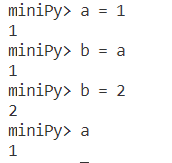 miniPy> a = 1
1
miniPy> b = a
1
miniPy> b = 2
2
miniPy> a
1